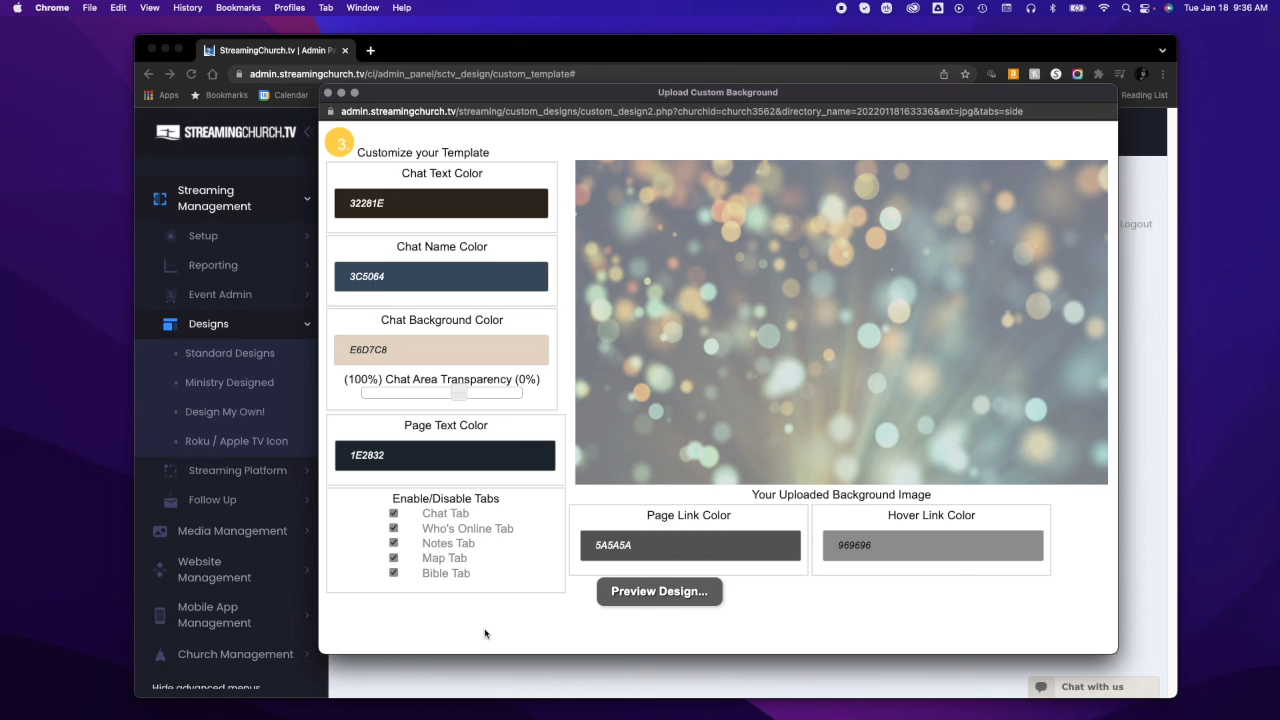 Chrome File Edit View History Bookmarks Profiles Tab Window Help Tue Jan 18 9:36 AM
StreamingChurch.tv | Admin Pa
admin.streamingchurch.tv/ci/admin_panel/sctv_design/custom_template#
Apps Bookmarks Calendar Reading List
Upload Custom Background
admin.streamingchurch.tv/streaming/custom_designs/custom_design2.php?churchid=church3562&directory_name=20220118163336&ext=jpg&tabs=side
STREAMINGCHURCH.TV
Streaming
Management
Setup
Reporting
Event Admin
Designs
Standard Designs
Ministry Designed
Design My Own!
Roku / Apple TV Icon
Streaming Platform
Follow Up
Media Management
Website
Management
Mobile App
Management
Church Management
Hide advanced menus
3.
Customize your Template
Chat Text Color
32281E
Chat Name Color
3C5064
Chat Background Color
E6D7C8
(100%) Chat Area Transparency (0%)
Page Text Color
1E2832
Enable/Disable Tabs
Chat Tab
Who's Online Tab
Notes Tab
Map Tab
Bible Tab
Your Uploaded Background Image
Page Link Color
5A5A5A
Hover Link Color
969696
Preview Design...
Logout
Chat with us